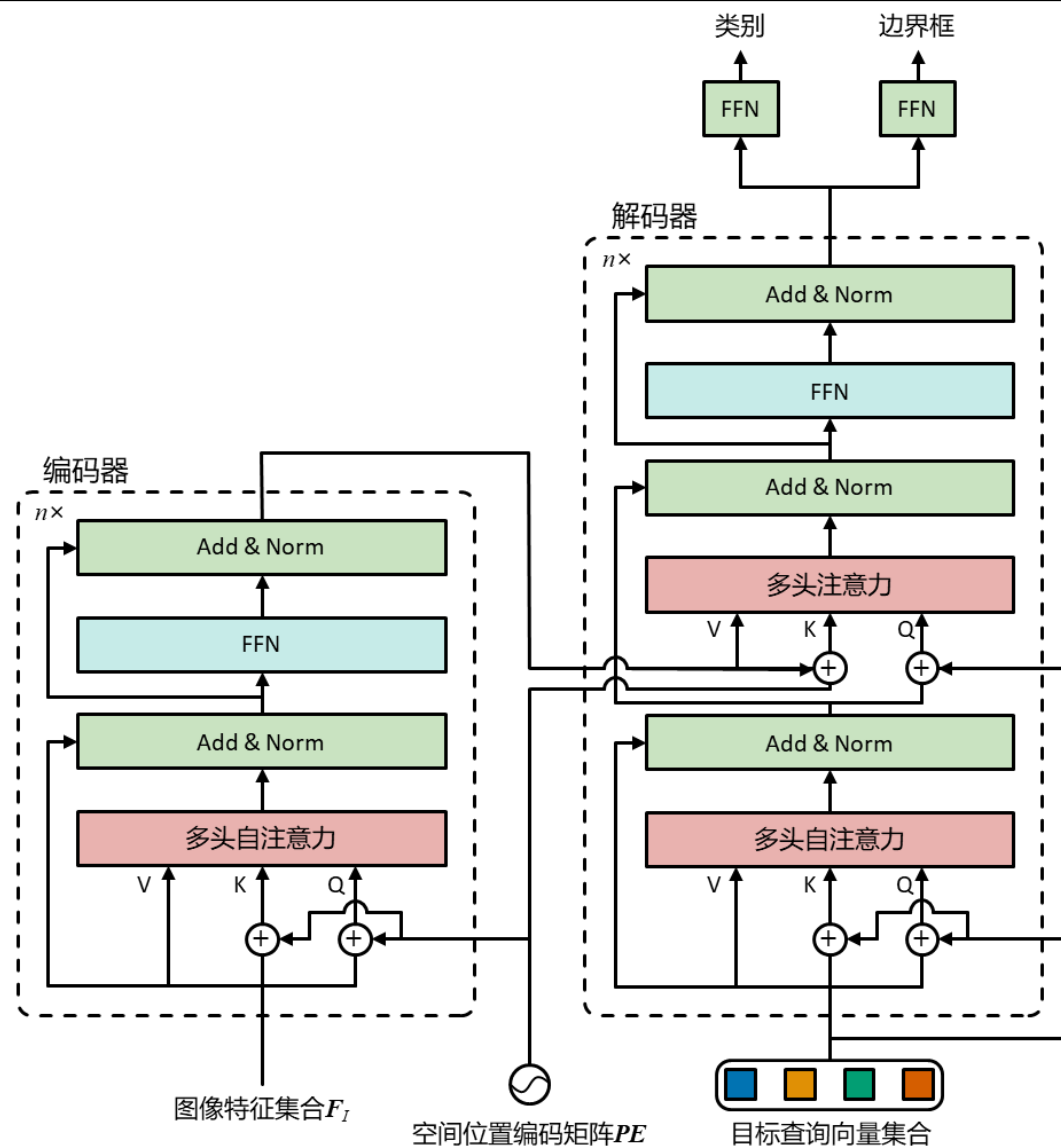 类别 边界框
FFN FFN
解码器
n×
Add & Norm
FFN
Add & Norm
多头注意力
V K Q
Add & Norm
多头自注意力
V K Q
编码器
n×
Add & Norm
FFN
Add & Norm
多头自注意力
V K Q
图像特征集合F_I
空间位置编码矩阵PE
目标查询向量集合